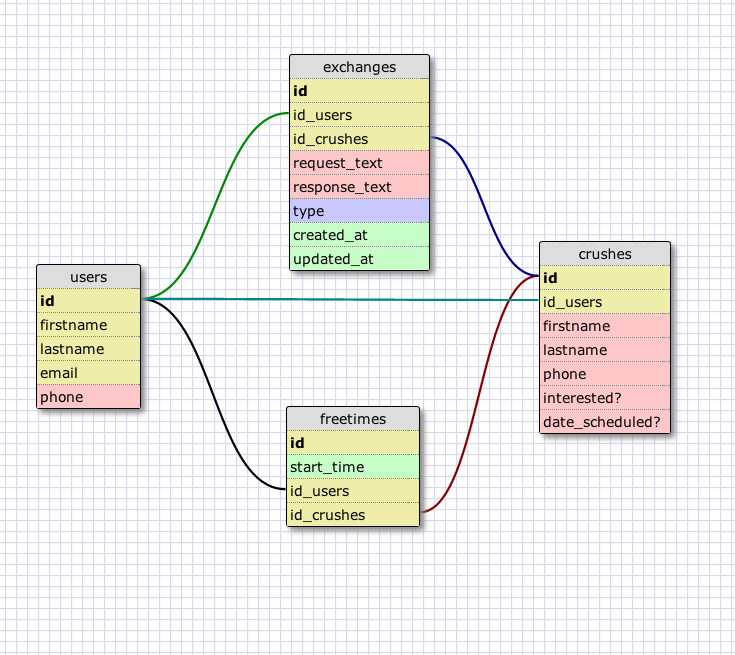 exchanges
id
id_users
id_crushes
request_text
response_text
type
created_at
updated_at
users
id
firstname
lastname
email
phone
crushes
id
id_users
firstname
lastname
phone
interested?
date_scheduled?
freetimes
id
start_time
id_users
id_crushes